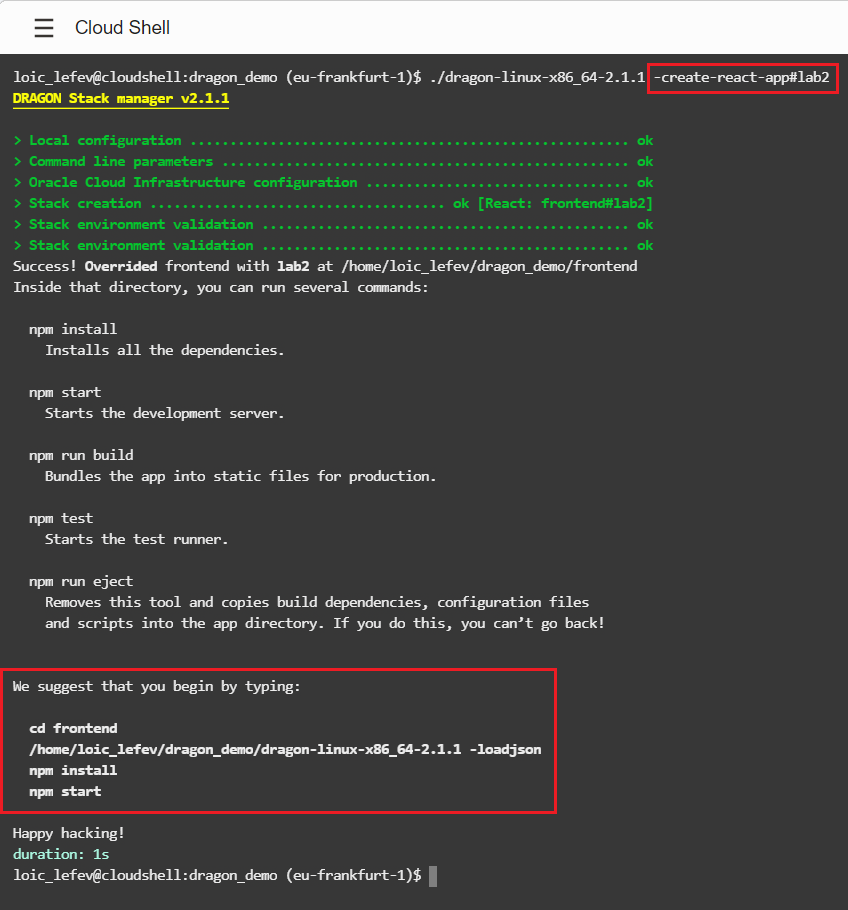 Cloud Shell
loic_lefev@cloudshell:dragon_demo (eu-frankfurt-1)$ ./dragon-linux-x86_64-2.1.1 -create-react-app#lab2
DRAGON Stack manager v2.1.1
> Local configuration ....................................................... ok
> Command line parameters ................................................... ok
> Oracle Cloud Infrastructure configuration ................................. ok
> Stack creation ..................................... ok [React: frontend#lab2]
> Stack environment validation .............................................. ok
> Stack environment validation .............................................. ok
Success! Overrided frontend with lab2 at /home/loic_lefev/dragon_demo/frontend
Inside that directory, you can run several commands:
npm install
Installs all the dependencies.
npm start
Starts the development server.
npm run build
Bundles the app into static files for production.
npm test
Starts the test runner.
npm run eject
Removes this tool and copies build dependencies, configuration files
and scripts into the app directory. If you do this, you can’t go back!
We suggest that you begin by typing:
cd frontend
/home/loic_lefev/dragon_demo/dragon-linux-x86_64-2.1.1 -loadjson
npm install
npm start
Happy hacking!
duration: 1s
loic_lefev@cloudshell:dragon_demo (eu-frankfurt-1)$